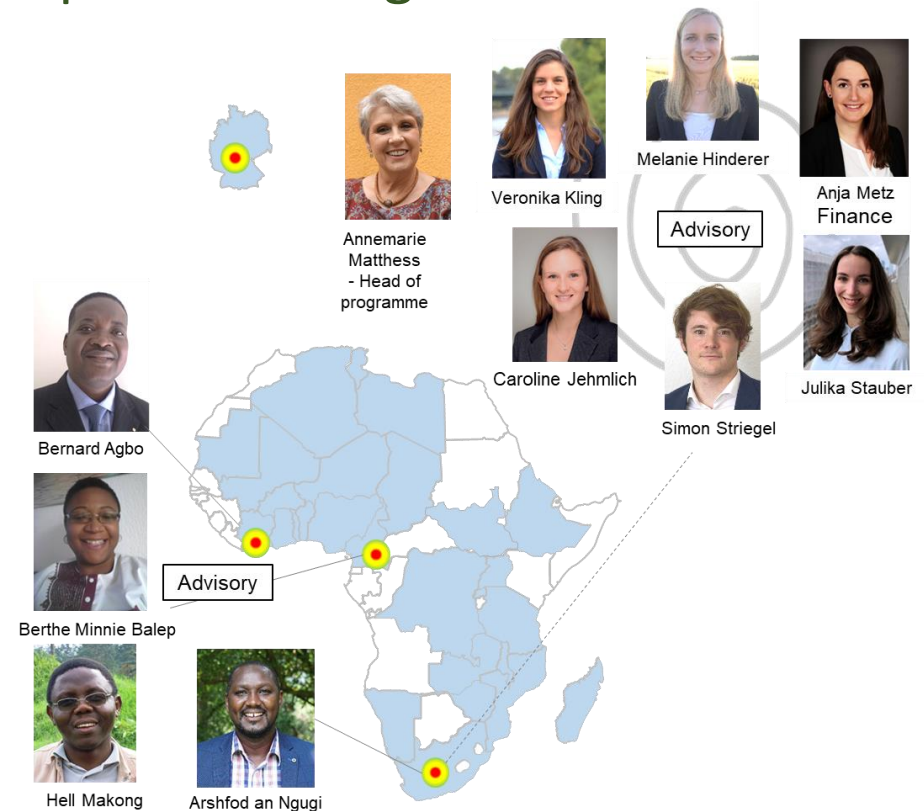 Melanie Hinderer
Veronika Kling
Anja Metz
Finance
Annemarie
Matthess
- Head of
programme
Advisory
Caroline Jehmlich
Julika Stauber
Simon Striegel
Bernard Agbo
Advisory
Berthe Minnie Balep
Hell Makong
Arshfod an Ngugi